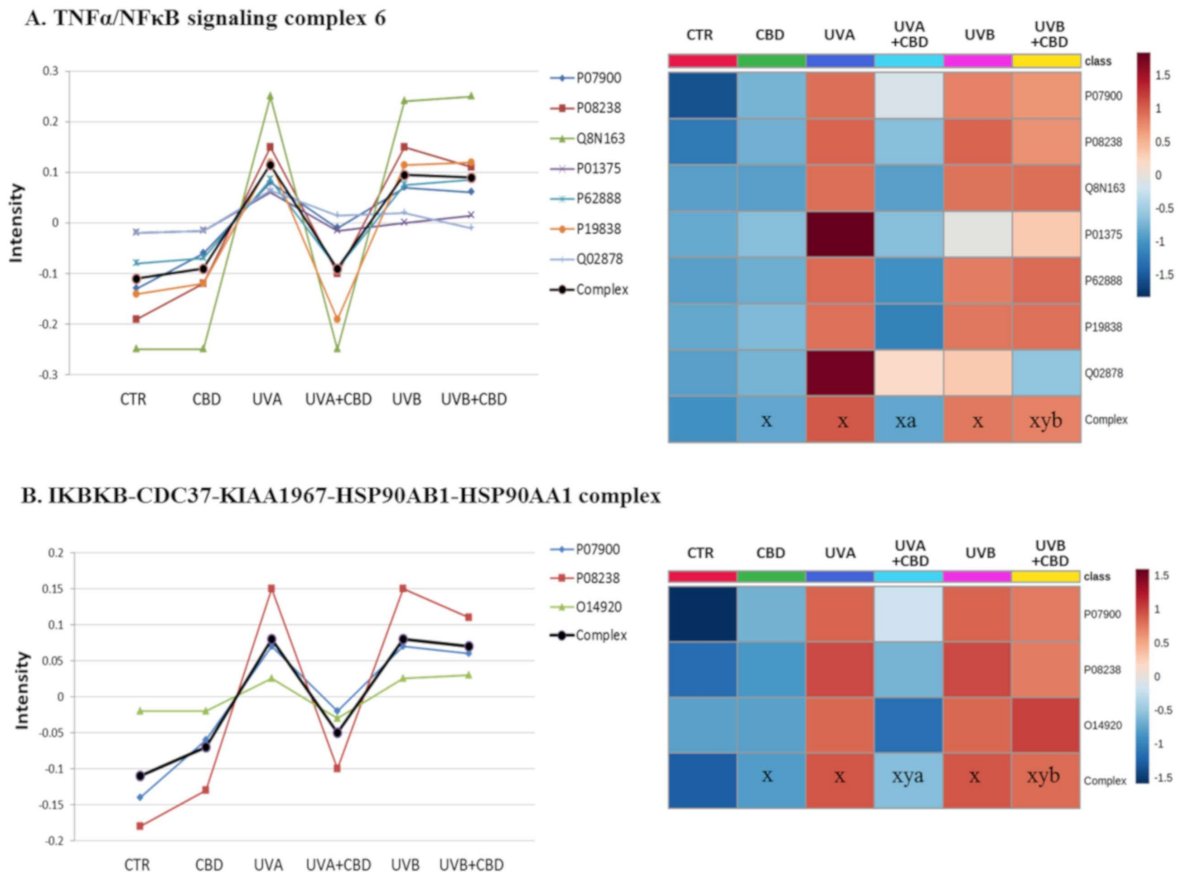 A. TNFα/NFκB signaling complex 6
0.3
0.2
0.1
0
-0.1
-0.2
-0.3
Intensity
CTR CBD UVA UVA+CBD UVB UVB+CBD
P07900
P08238
Q8N163
P01375
P62888
P19838
Q02878
Complex
CTR CBD UVA UVA +CBD UVB UVB +CBD
class
P07900
P08238
Q8N163
P01375
P62888
P19838
Q02878
x x xa x xyb Complex
1.5
1
0.5
0
-0.5
-1
-1.5
B. IKBKB-CDC37-KIAA1967-HSP90AB1-HSP90AA1 complex
0.2
0.15
0.1
0.05
0
-0.05
-0.1
-0.15
-0.2
Intensity
CTR CBD UVA UVA+CBD UVB UVB+CBD
P07900
P08238
O14920
Complex
CTR CBD UVA UVA +CBD UVB UVB +CBD
class
P07900
P08238
O14920
x x xya x xyb Complex
1.5
1
0.5
0
-0.5
-1
-1.5